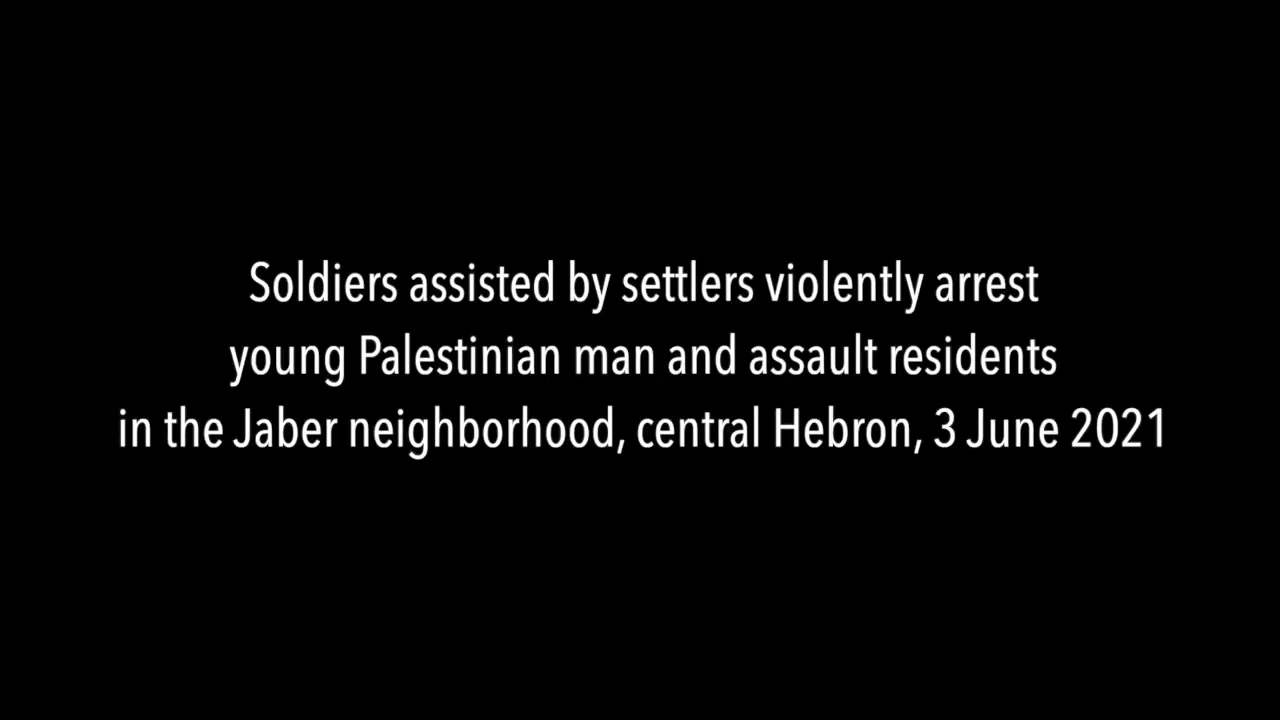 Soldiers assisted by settlers violently arrest
young Palestinian man and assault residents
in the Jaber neighborhood, central Hebron, 3 June 2021